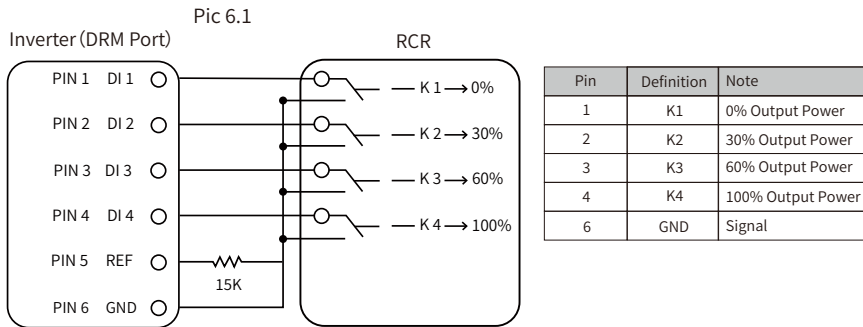 Pic 6.1
Inverter (DRM Port)
RCR
PIN 1 DI 1
K 1 → 0%
PIN 2 DI 2
K 2 → 30%
PIN 3 DI 3
K 3 → 60%
PIN 4 DI 4
K 4 → 100%
PIN 5 REF
15K
PIN 6 GND
Pin Definition Note
1 K1 0% Output Power
2 K2 30% Output Power
3 K3 60% Output Power
4 K4 100% Output Power
6 GND Signal